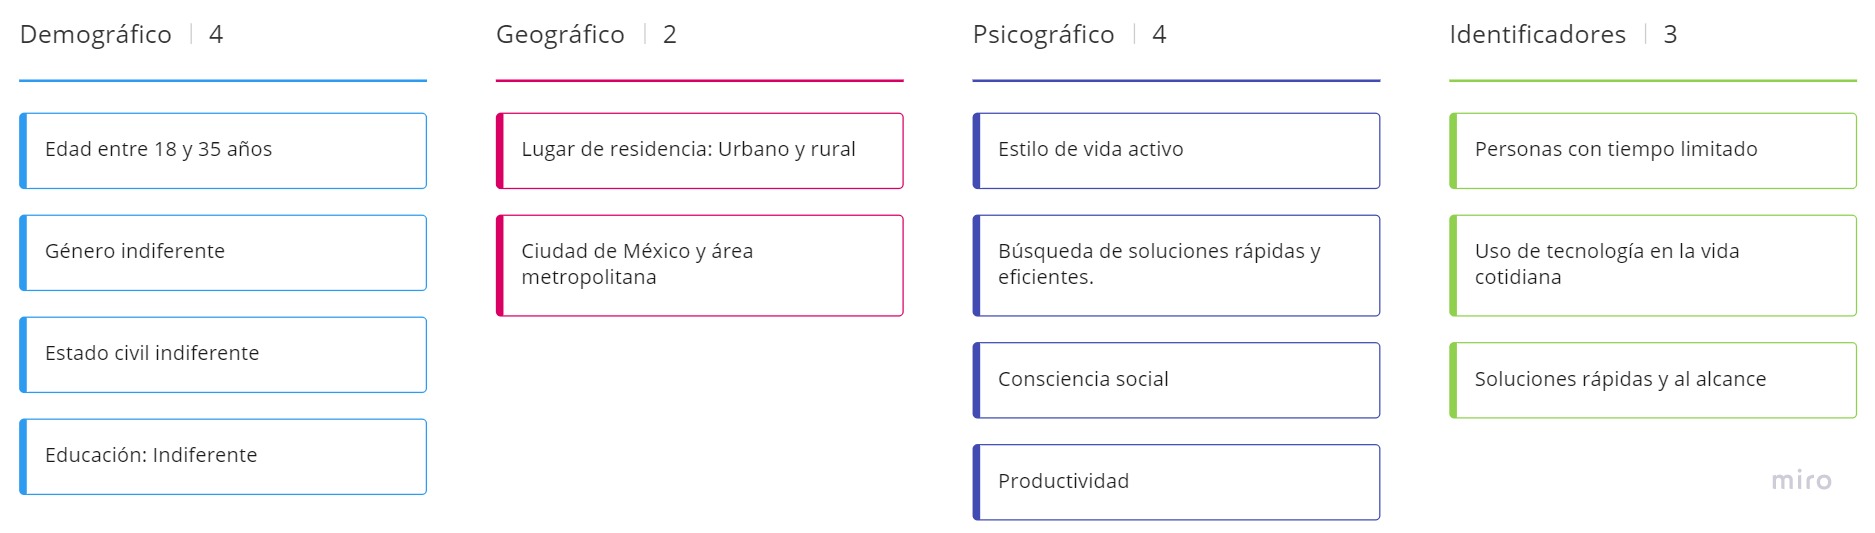 Demográfico 4
Edad entre 18 y 35 años
Género indiferente
Estado civil indiferente
Educación: Indiferente
Geográfico 2
Lugar de residencia: Urbano y rural
Ciudad de México y área
metropolitana
Psicográfico 4
Estilo de vida activo
Búsqueda de soluciones rápidas y
eficientes.
Consciencia social
Productividad
Identificadores 3
Personas con tiempo limitado
Uso de tecnología en la vida
cotidiana
Soluciones rápidas y al alcance
miro